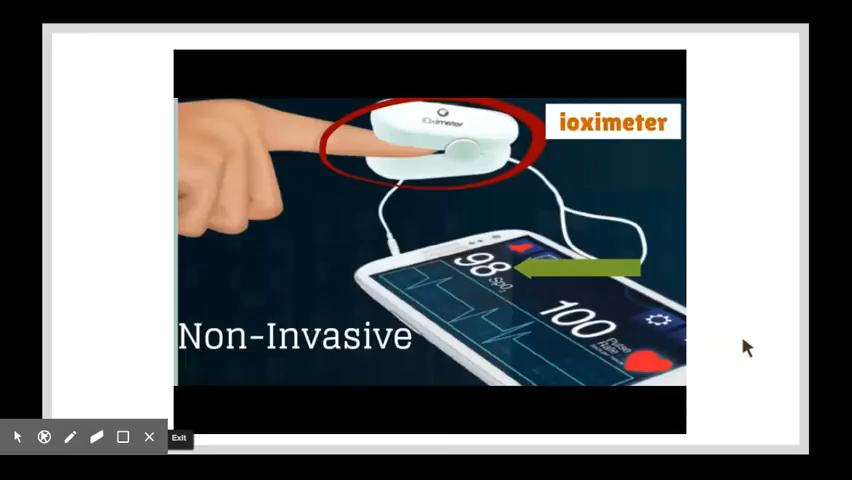 iOximeter
ioximeter
98
SpO2
100
Pulse
Rate
Non-Invasive
Exit